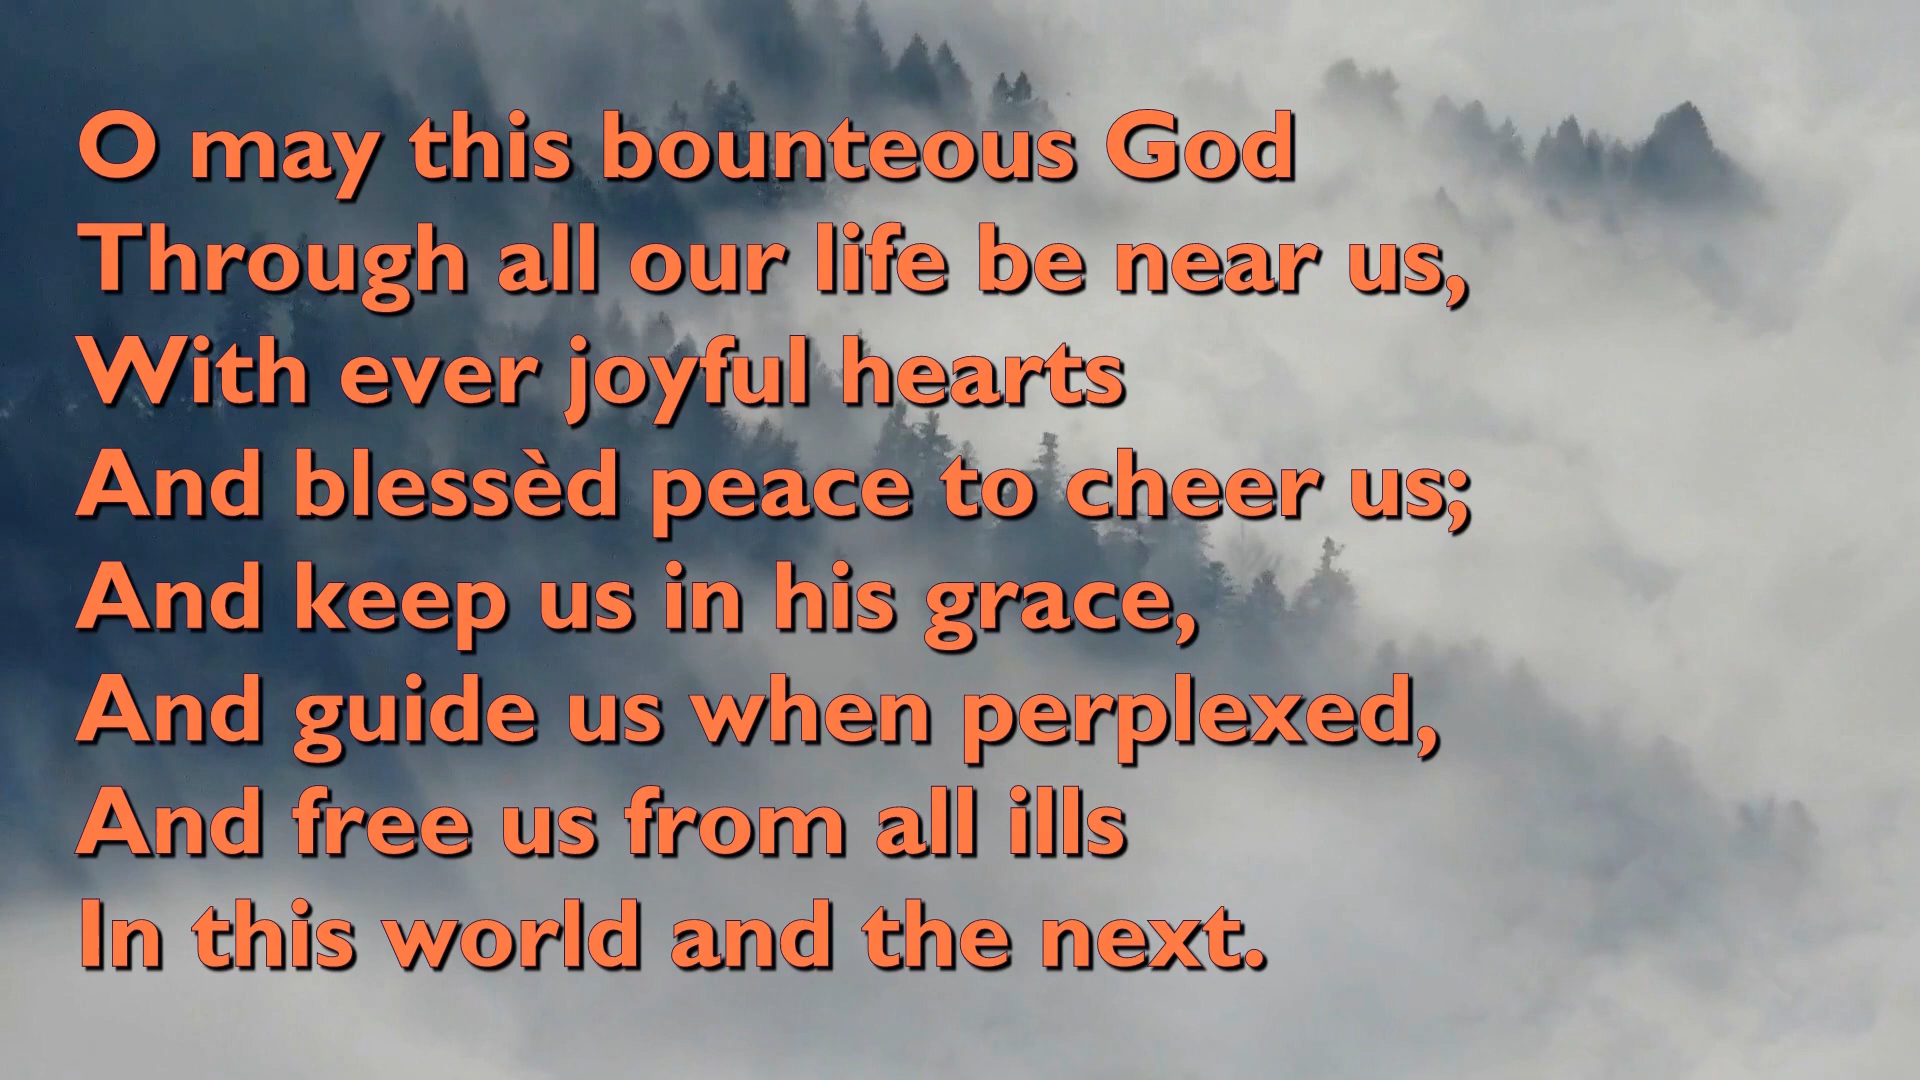 O may this bounteous God
Through all our life be near us,
With ever joyful hearts
And blessèd peace to cheer us;
And keep us in his grace,
And guide us when perplexed,
And free us from all ills
In this world and the next.